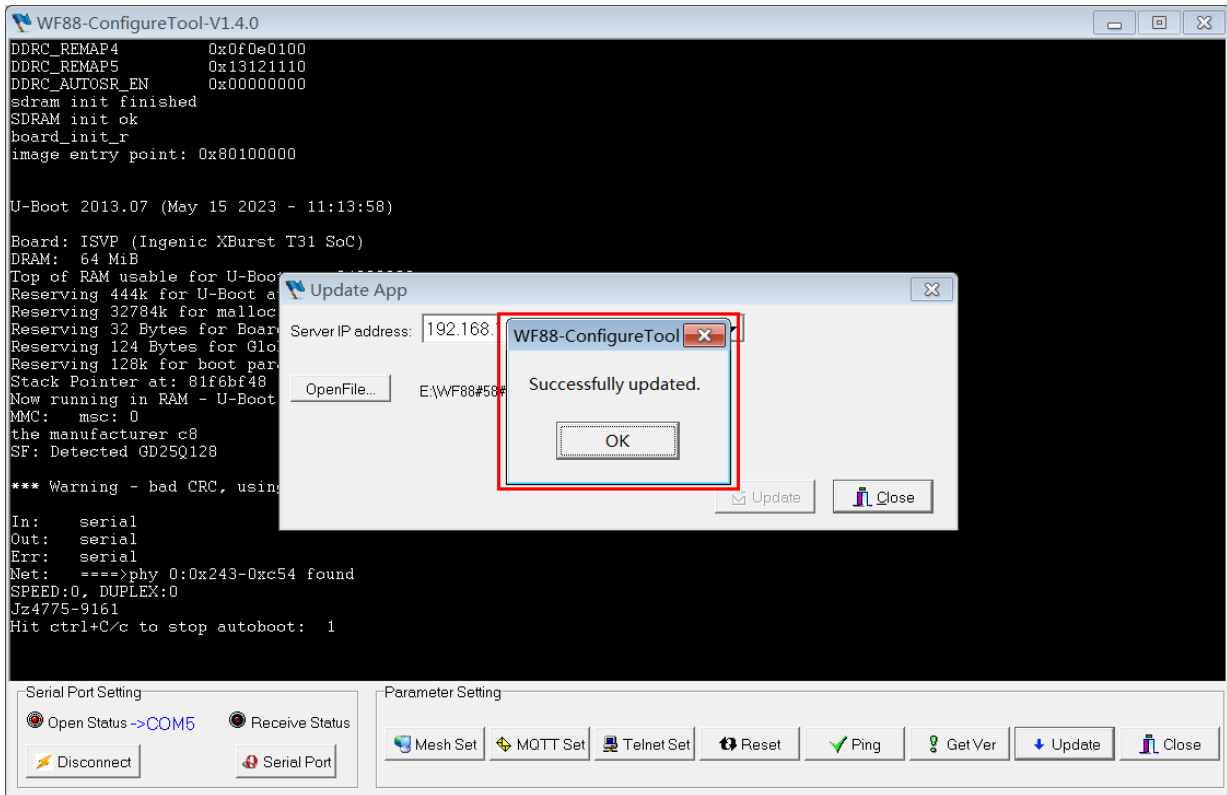 WF88-ConfigureTool-V1.4.0
DDRC_REMAP4 0x0f0e0100
DDRC_REMAP5 0x13121110
DDRC_AUTOSR_EN 0x00000000
sdram init finished
SDRAM init ok
board_init_r
image entry point: 0x80100000
U-Boot 2013.07 (May 15 2023 - 11:13:58)
Board: ISVP (Ingenic XBurst T31 SoC)
DRAM: 64 MiB
Top of RAM usable for U-Boot
Reserving 444k for U-Boot
Reserving 32784k for malloc
Reserving 32 Bytes for
Reserving 124 Bytes for
Reserving 128k for boot
Stack Pointer at: 81f6bf48
Now running in RAM - U-Boot
MMC: msc: 0
the manufacturer c8
SF: Detected GD25Q128
*** Warning - bad CRC,
In: serial
Out: serial
Err: serial
Net: ====>phy 0:0x243-0xc54 found
SPEED:0, DUPLEX:0
Jz4775-9161
Hit ctrl+C/c to stop autoboot: 1
Update App
Server IP address: 192.168.
OpenFile... E:\WF88#58#
Update Close
WF88-ConfigureTool
Successfully updated.
OK
Serial Port Setting
Open Status ->COM5 Receive Status
Disconnect Serial Port
Parameter Setting
Mesh Set MQTT Set Telnet Set Reset Ping Get Ver Update Close